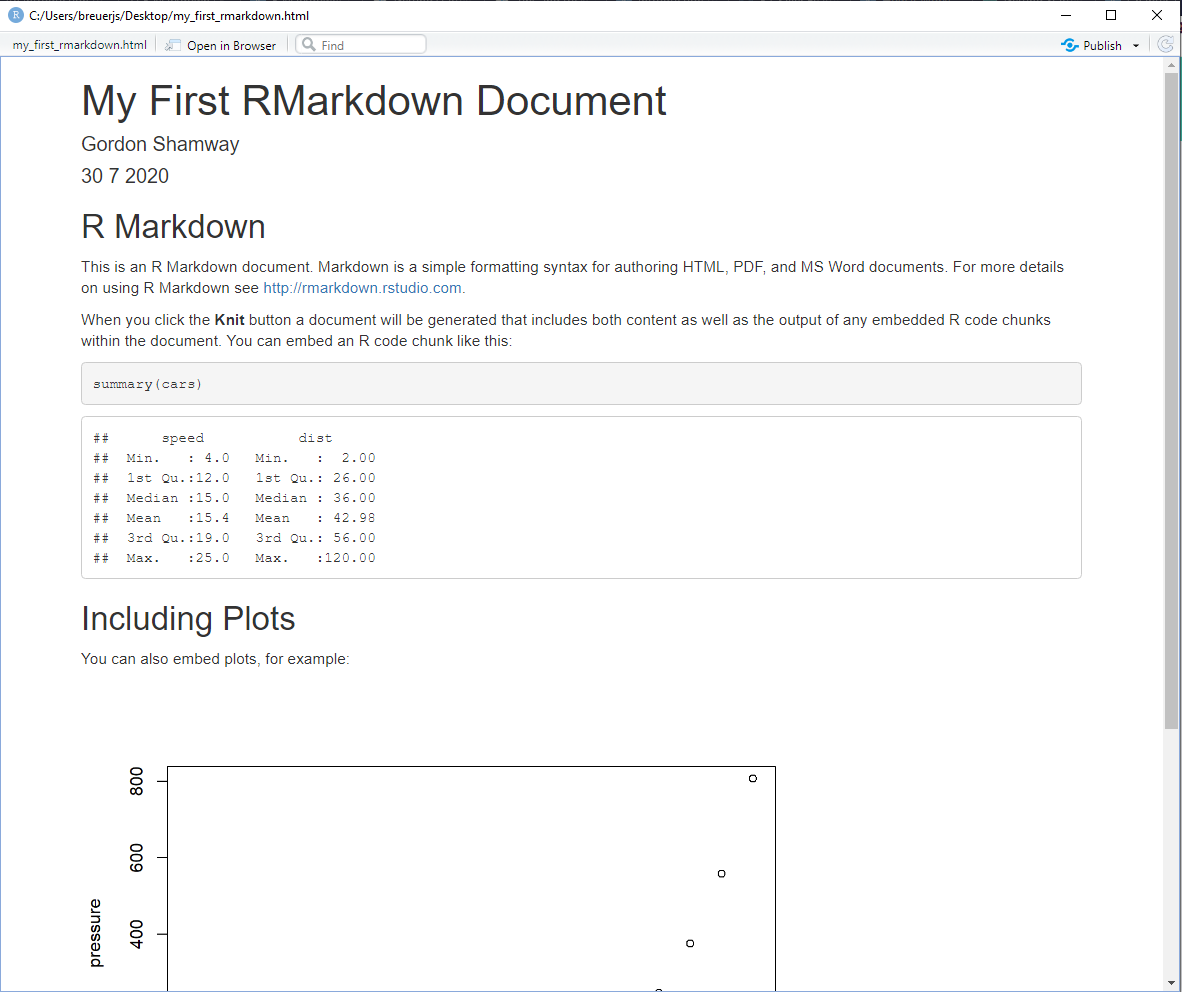 R C:/Users/breuerjs/Desktop/my_first_rmarkdown.html
my_first_rmarkdown.html Open in Browser Find Publish
My First RMarkdown Document
Gordon Shamway
30 7 2020
R Markdown
This is an R Markdown document. Markdown is a simple formatting syntax for authoring HTML, PDF, and MS Word documents. For more details
on using R Markdown see http://rmarkdown.rstudio.com.
When you click the Knit button a document will be generated that includes both content as well as the output of any embedded R code chunks
within the document. You can embed an R code chunk like this:
summary(cars)
##      speed           dist
##  Min.   : 4.0   Min.   :  2.00
##  1st Qu.:12.0   1st Qu.: 26.00
##  Median :15.0   Median : 36.00
##  Mean   :15.4   Mean   : 42.98
##  3rd Qu.:19.0   3rd Qu.: 56.00
##  Max.   :25.0   Max.   :120.00
Including Plots
You can also embed plots, for example:
800
600
400
pressure